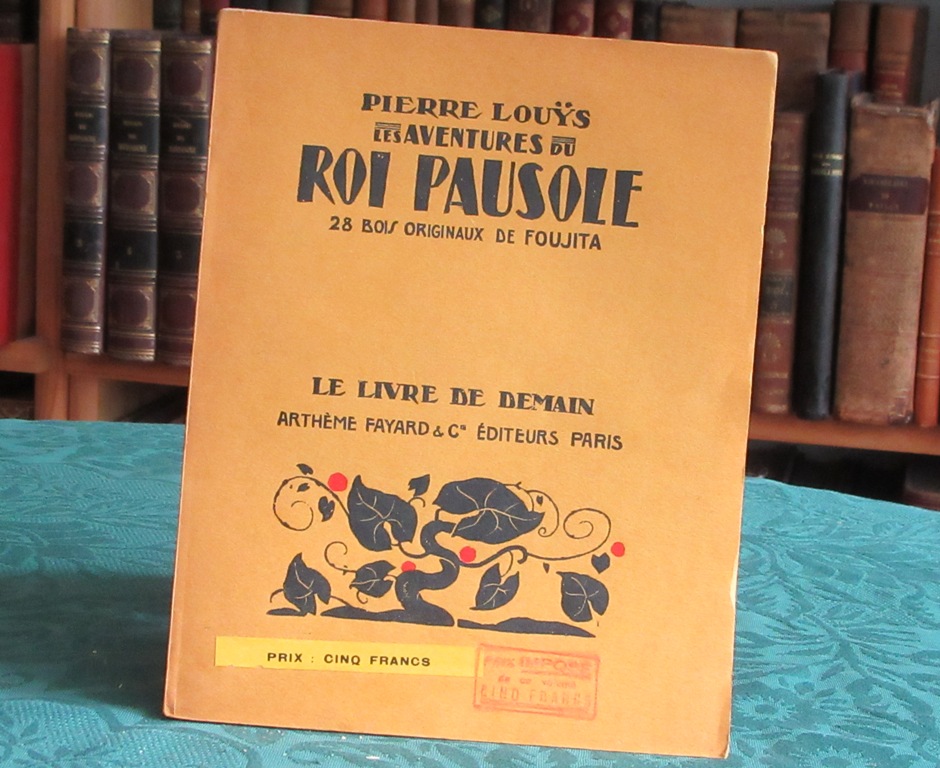 PIERRE LOUŸS
LES AVENTURES DU
ROI PAUSOLE
28 BOIS ORIGINAUX DE FOUJITA
LE LIVRE DE DEMAIN
ARTHÈME FAYARD & Cie ÉDITEURS PARIS
PRIX : CINQ FRANCS
PRIX IMPOSÉ
CINQ FRANCS